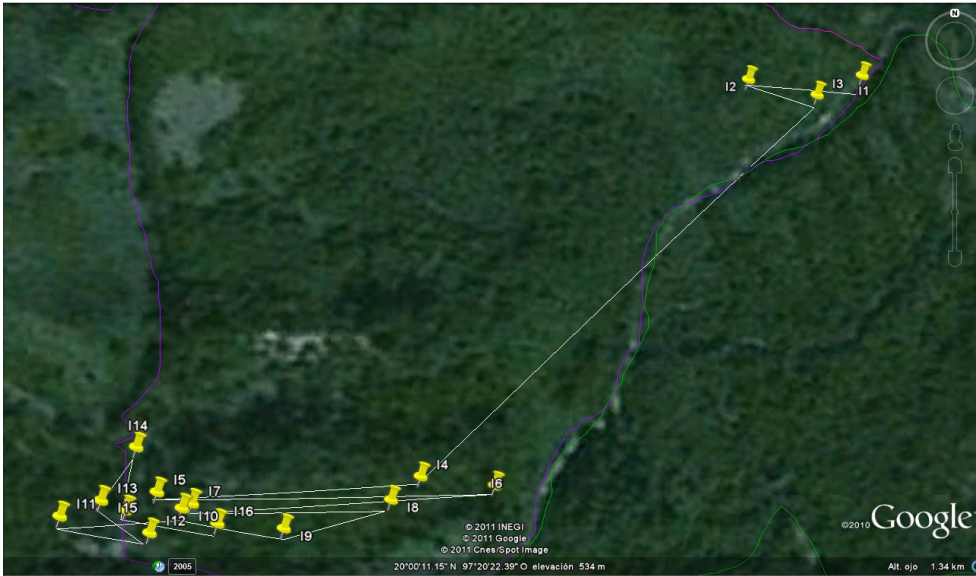 N
I2
I3
I1
I14
I4
I6
I13
I5
I7
I11
I15
I12
I10
I16
I8
I9
© 2011 INEGI
© 2011 Google
© 2011 Cnes/Spot Image
©2010 Google
2005
20°00'11.15" N 97°20'22.39" O elevación 534 m
Alt. ojo 1.34 km